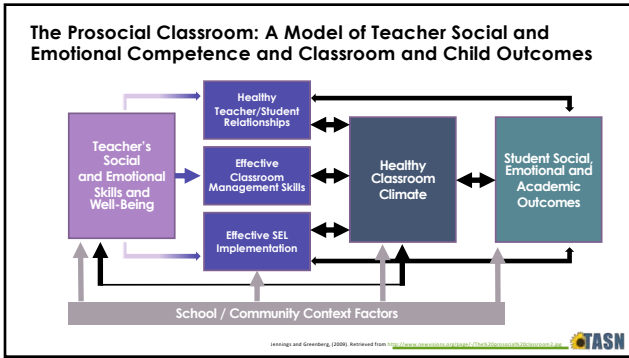 The Prosocial Classroom: A Model of Teacher Social and
Emotional Competence and Classroom and Child Outcomes
Healthy
Teacher/Student
Relationships
Teacher's
Social
and Emotional
Skills and
Well-Being
Effective
Classroom
Management Skills
Effective SEL
Implementation
Healthy
Classroom
Climate
Student Social,
Emotional and
Academic
Outcomes
School / Community Context Factors
Jennings and Greenberg, (2009). Retrieved from
TASN